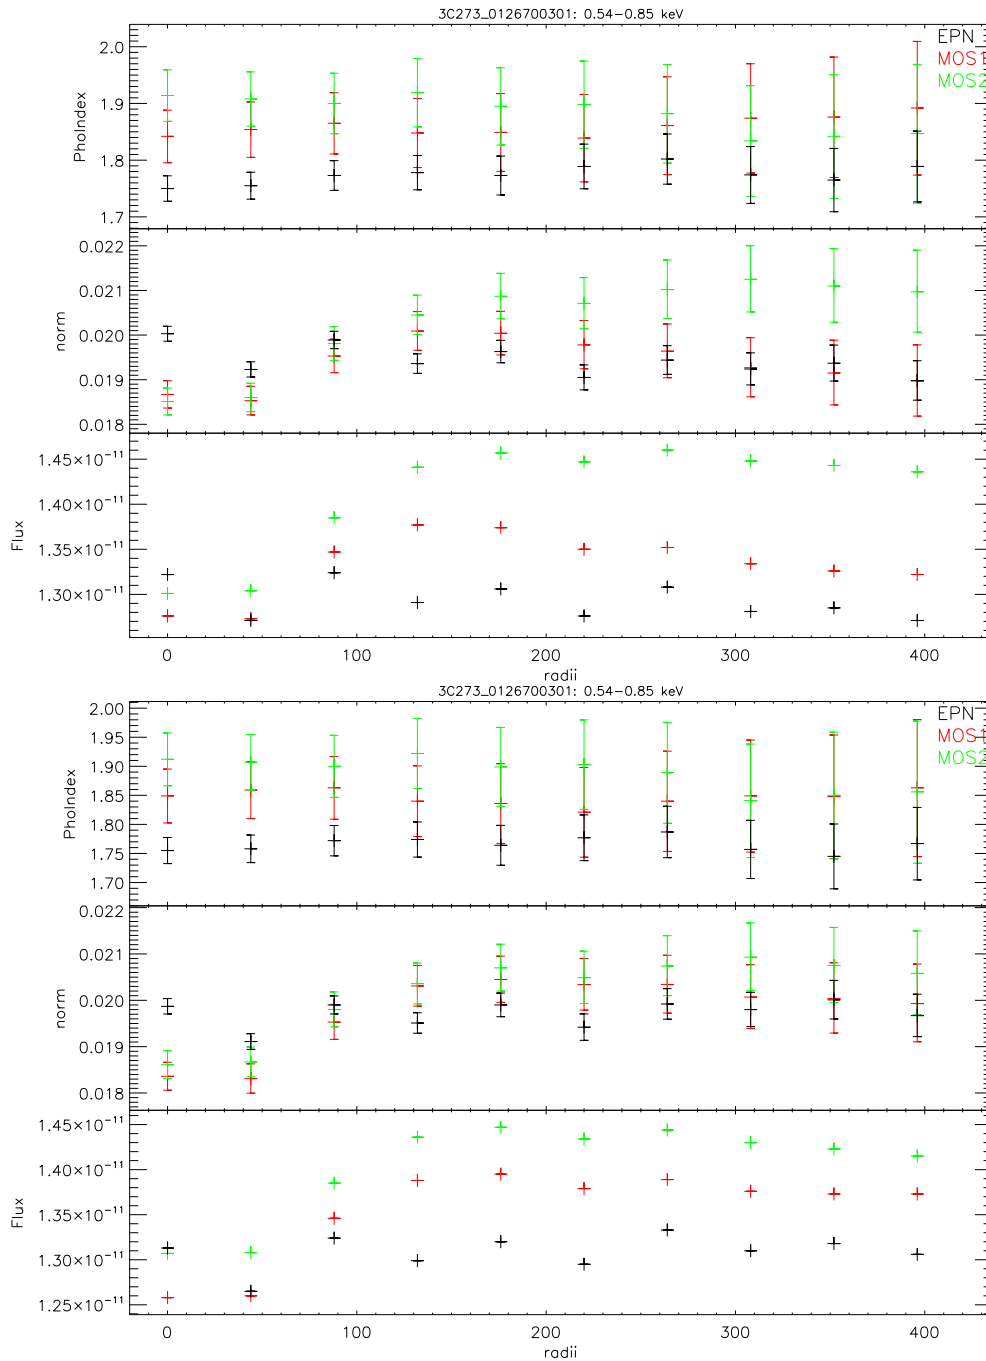 3C273_0126700301: 0.54−0.85 keV
EPN
MOS1
MOS2
PhoIndex
2.0
1.9
1.8
1.7
norm
0.022
0.021
0.020
0.019
0.018
Flux
1.45×10⁻¹¹
1.40×10⁻¹¹
1.35×10⁻¹¹
1.30×10⁻¹¹
0 100 200 300 400
radii
3C273_0126700301: 0.54−0.85 keV
EPN
MOS1
MOS2
PhoIndex
2.00
1.95
1.90
1.85
1.80
1.75
1.70
norm
0.022
0.021
0.020
0.019
0.018
Flux
1.45×10⁻¹¹
1.40×10⁻¹¹
1.35×10⁻¹¹
1.30×10⁻¹¹
1.25×10⁻¹¹
0 100 200 300 400
radii